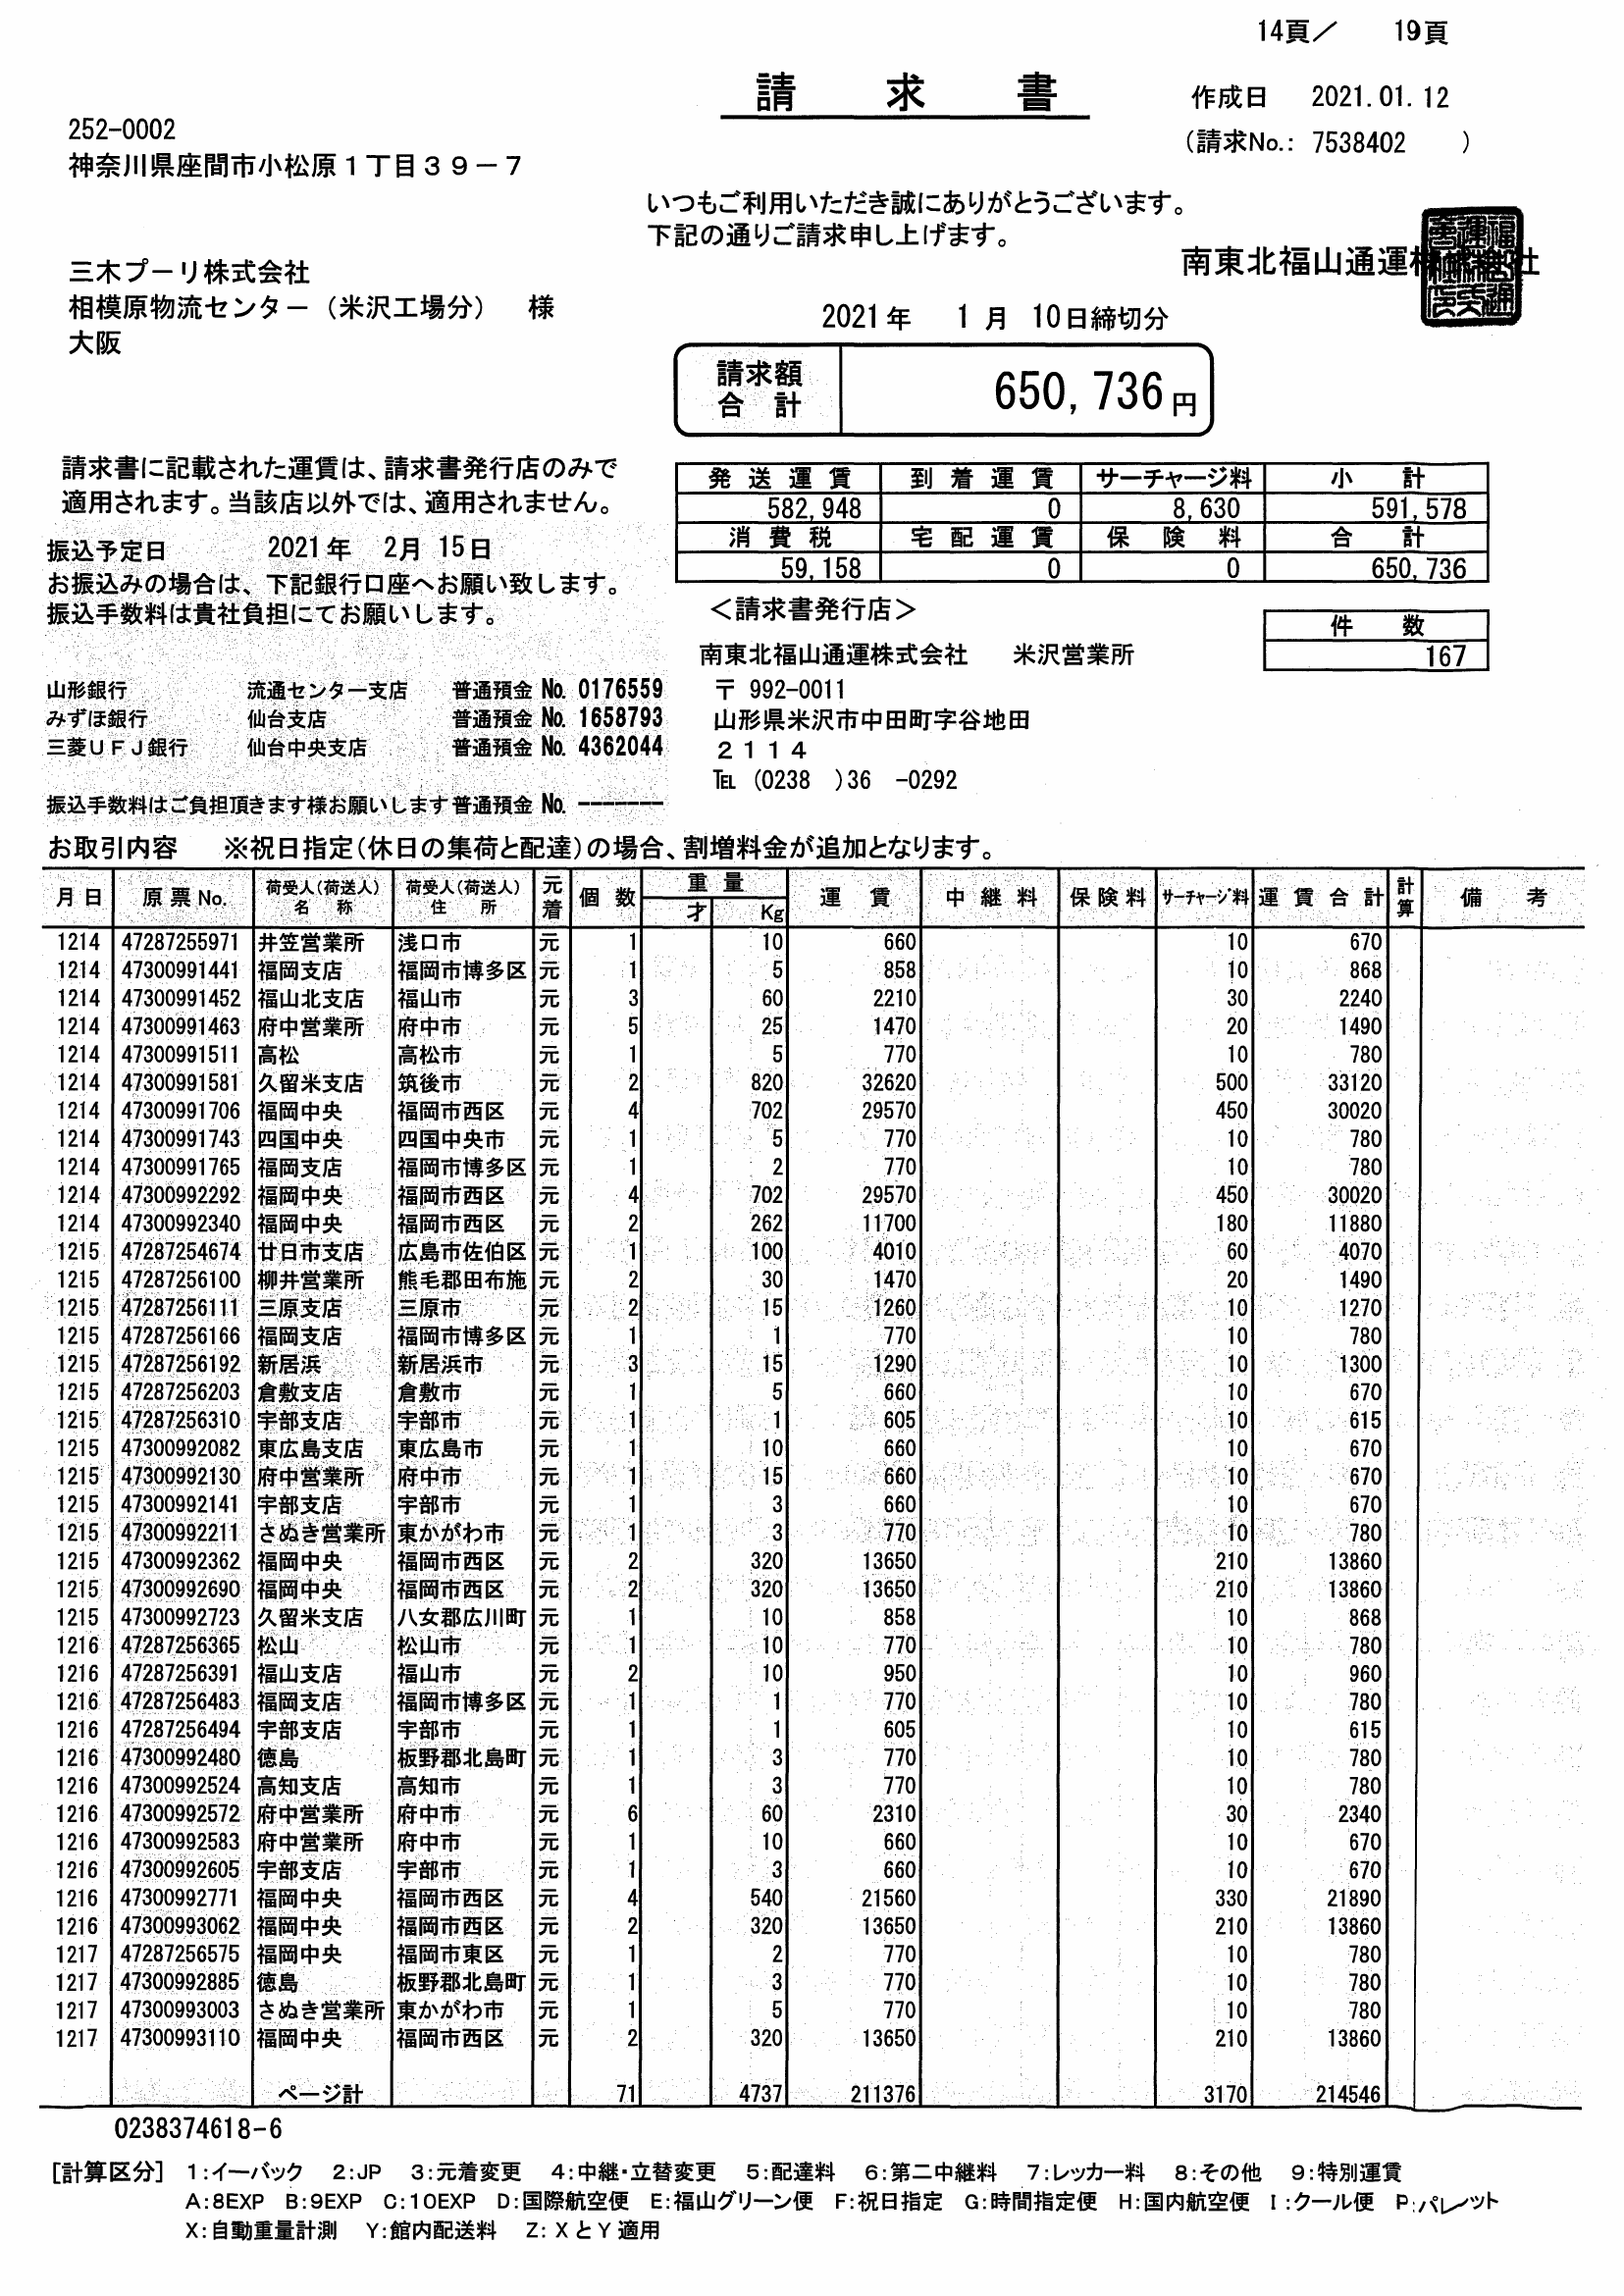 14頁／ 19頁
請 求 書
作成日 2021.01.12
(請求No.: 7538402 )
252-0002
神奈川県座間市小松原１丁目３９－７
いつもご利用いただき誠にありがとうございます。
下記の通りご請求申し上げます。
南東北福山通運株式会社
三木プーリ株式会社
相模原物流センター（米沢工場分） 様
大阪
2021年 1月 10日締切分
請求額合計 650,736円
請求書に記載された運賃は、請求書発行店のみで
適用されます。当該店以外では、適用されません。
発送運賃 到着運賃 サーチャージ料 小計
582,948 0 8,630 591,578
消費税 宅配運賃 保険料 合計
59,158 0 0 650,736
振込予定日 2021年 2月 15日
お振込みの場合は、下記銀行口座へお願い致します。
振込手数料は貴社負担にてお願いします。
＜請求書発行店＞
件数
167
南東北福山通運株式会社 米沢営業所
〒 992-0011
山形県米沢市中田町字谷地田
２１１４
℡ (0238 )36 -0292
山形銀行 流通センター支店 普通預金 No. 0176559
みずほ銀行 仙台支店 普通預金 No. 1658793
三菱ＵＦＪ銀行 仙台中央支店 普通預金 No. 4362044
振込手数料はご負担頂きます様お願いします 普通預金 No. -------
お取引内容 ※祝日指定(休日の集荷と配達)の場合、割増料金が追加となります。
月日 原票No. 荷受人(荷送人)名称 荷受人(荷送人)住所 元着 個数 重量 才 Kg 運賃 中継料 保険料 サーチャージ料 運賃合計 計算 備考
1214 47287255971 井笠営業所 浅口市 元 1 10 660 10 670
1214 47300991441 福岡支店 福岡市博多区 元 1 5 858 10 868
1214 47300991452 福山北支店 福山市 元 3 60 2210 30 2240
1214 47300991463 府中営業所 府中市 元 5 25 1470 20 1490
1214 47300991511 高松 高松市 元 1 5 770 10 780
1214 47300991581 久留米支店 筑後市 元 2 820 32620 500 33120
1214 47300991706 福岡中央 福岡市西区 元 4 702 29570 450 30020
1214 47300991743 四国中央 四国中央市 元 1 5 770 10 780
1214 47300991765 福岡支店 福岡市博多区 元 1 2 770 10 780
1214 47300992292 福岡中央 福岡市西区 元 4 702 29570 450 30020
1214 47300992340 福岡中央 福岡市西区 元 2 262 11700 180 11880
1215 47287254674 廿日市支店 広島市佐伯区 元 1 100 4010 60 4070
1215 47287256100 柳井営業所 熊毛郡田布施 元 2 30 1470 20 1490
1215 47287256111 三原支店 三原市 元 2 15 1260 10 1270
1215 47287256166 福岡支店 福岡市博多区 元 1 1 770 10 780
1215 47287256192 新居浜 新居浜市 元 3 15 1290 10 1300
1215 47287256203 倉敷支店 倉敷市 元 1 5 660 10 670
1215 47287256310 宇部支店 宇部市 元 1 1 605 10 615
1215 47300992082 東広島支店 東広島市 元 1 10 660 10 670
1215 47300992130 府中営業所 府中市 元 1 15 660 10 670
1215 47300992141 宇部支店 宇部市 元 1 3 660 10 670
1215 47300992211 さぬき営業所 東かがわ市 元 1 3 770 10 780
1215 47300992362 福岡中央 福岡市西区 元 2 320 13650 210 13860
1215 47300992690 福岡中央 福岡市西区 元 2 320 13650 210 13860
1215 47300992723 久留米支店 八女郡広川町 元 1 10 858 10 868
1216 47287256365 松山 松山市 元 1 10 770 10 780
1216 47287256391 福山支店 福山市 元 2 10 950 10 960
1216 47287256483 福岡支店 福岡市博多区 元 1 1 770 10 780
1216 47287256494 宇部支店 宇部市 元 1 1 605 10 615
1216 47300992480 徳島 板野郡北島町 元 1 3 770 10 780
1216 47300992524 高知支店 高知市 元 1 3 770 10 780
1216 47300992572 府中営業所 府中市 元 6 60 2310 30 2340
1216 47300992583 府中営業所 府中市 元 1 10 660 10 670
1216 47300992605 宇部支店 宇部市 元 1 3 660 10 670
1216 47300992771 福岡中央 福岡市西区 元 4 540 21560 330 21890
1216 47300993062 福岡中央 福岡市西区 元 2 320 13650 210 13860
1217 47287256575 福岡中央 福岡市東区 元 1 2 770 10 780
1217 47300992885 徳島 板野郡北島町 元 1 3 770 10 780
1217 47300993003 さぬき営業所 東かがわ市 元 1 5 770 10 780
1217 47300993110 福岡中央 福岡市西区 元 2 320 13650 210 13860
ページ計 71 4737 211376 3170 214546
0238374618-6
[計算区分] 1:イーバック 2:JP 3:元着変更 4:中継・立替変更 5:配達料 6:第二中継料 7:レッカー料 8:その他 9:特別運賃
A:8EXP B:9EXP C:10EXP D:国際航空便 E:福山グリーン便 F:祝日指定 G:時間指定便 H:国内航空便 I:クール便 P:パレット
X:自動重量計測 Y:館内配送料 Z:XとY適用